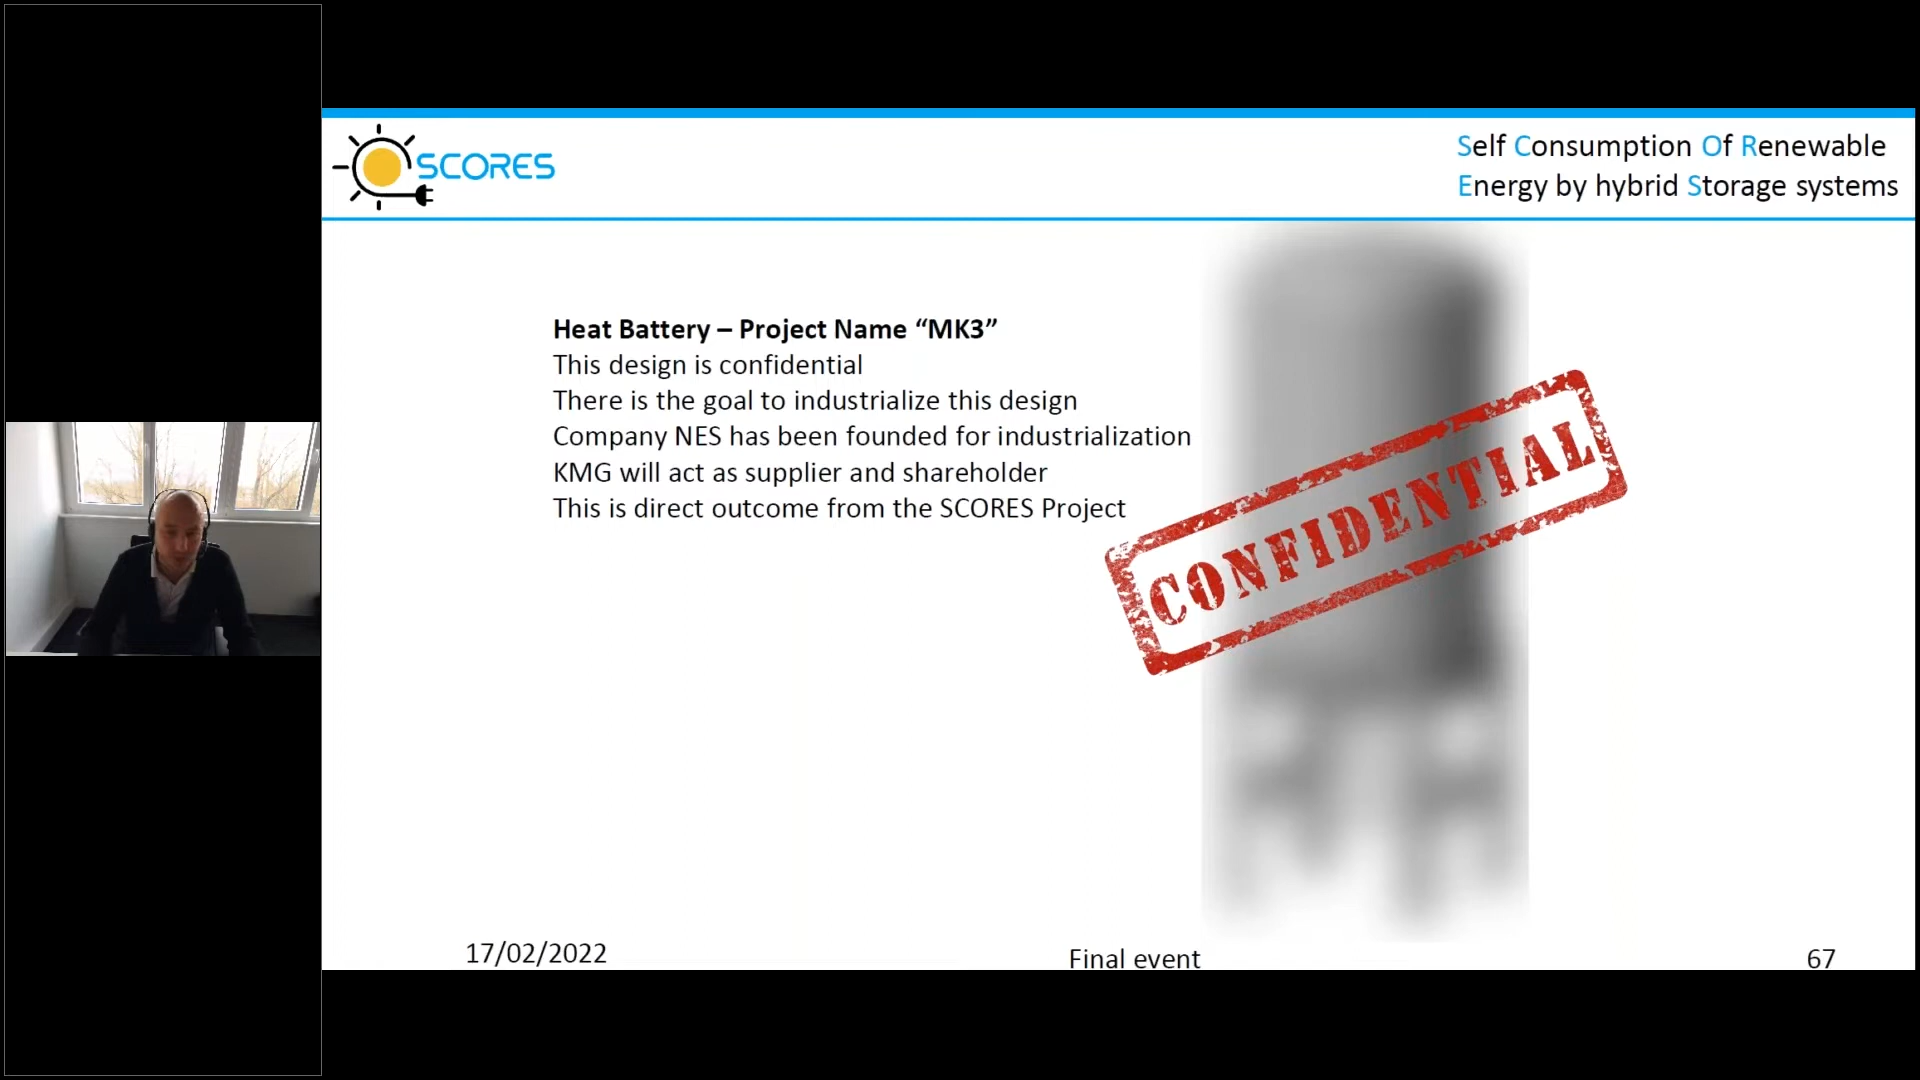 SCORES
Self Consumption Of Renewable
Energy by hybrid Storage systems
Heat Battery – Project Name “MK3”
This design is confidential
There is the goal to industrialize this design
Company NES has been founded for industrialization
KMG will act as supplier and shareholder
This is direct outcome from the SCORES Project
CONFIDENTIAL
17/02/2022
Final event
67